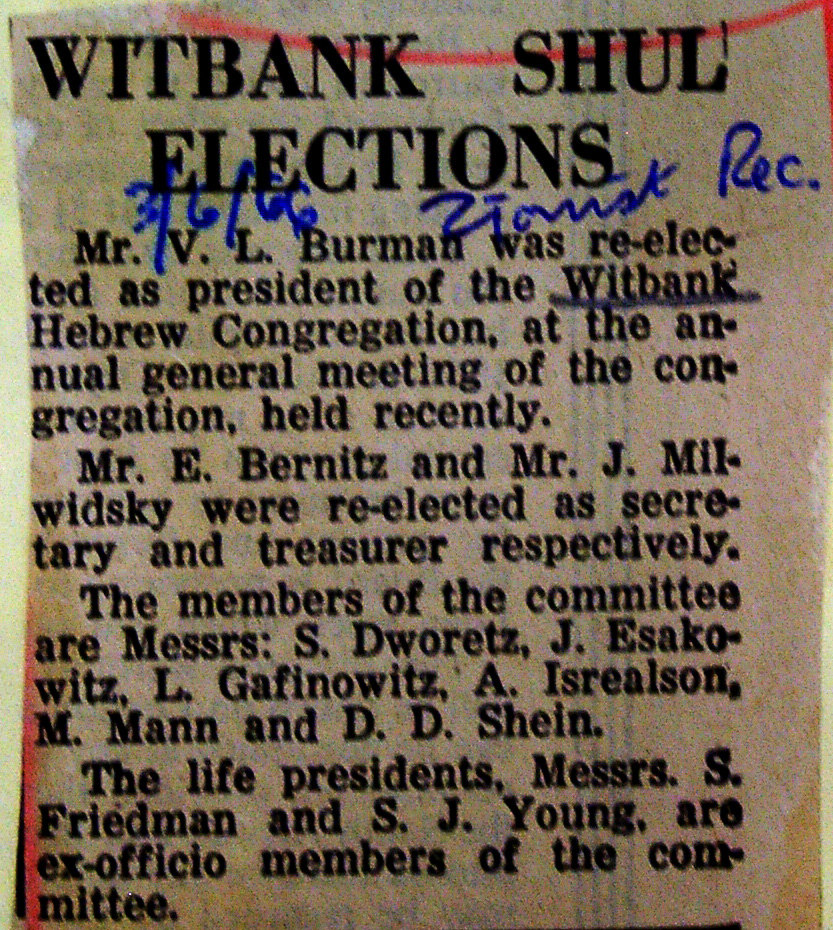 WITBANK SHUL
ELECTIONS
3/6/66 Zionist Rec.
Mr. V. L. Burman was re-elec-
ted as president of the Witbank
Hebrew Congregation, at the an-
nual general meeting of the con-
gregation, held recently.
Mr. E. Bernitz and Mr. J. Mil-
widsky were re-elected as secre-
tary and treasurer respectively.
The members of the committee
are Messrs: S. Dworetz, J. Esako-
witz, L. Gafinowitz, A. Isrealson,
M. Mann and D. D. Shein.
The life presidents, Messrs. S.
Friedman and S. J. Young, are
ex-officio members of the com-
mittee.